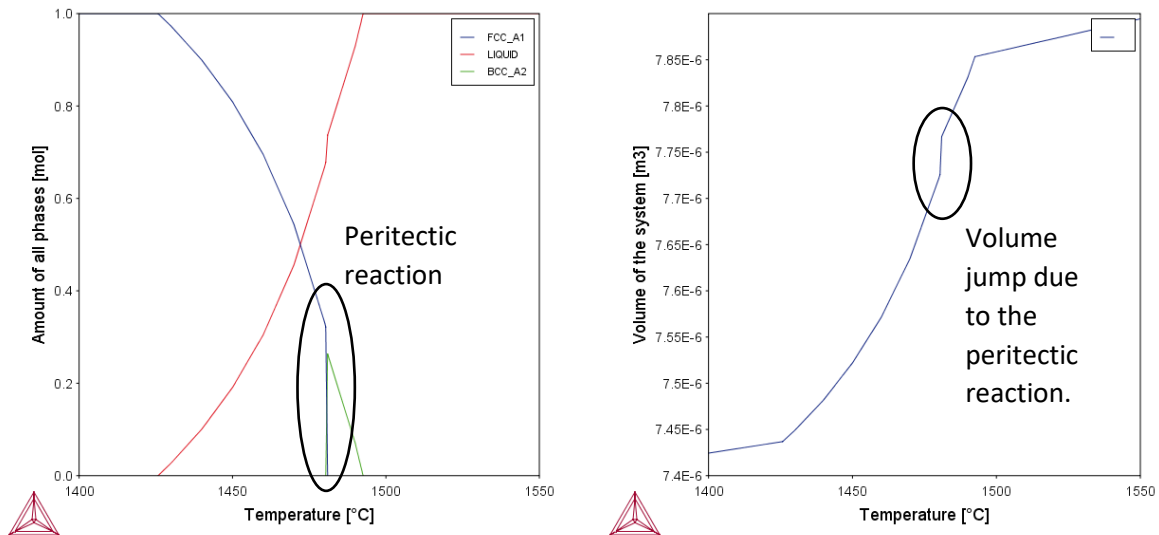 1.0
0.8
0.6
0.4
0.2
0.0
Amount of all phases [mol]
FCC_A1
LIQUID
BCC_A2
Peritectic
reaction
1400
1450
1500
1550
Temperature [°C]
7.85E-6
7.8E-6
7.75E-6
7.7E-6
7.65E-6
7.6E-6
7.55E-6
7.5E-6
7.45E-6
7.4E-6
Volume of the system [m3]
Volume
jump due
to the
peritectic
reaction.
1400
1450
1500
1550
Temperature [°C]